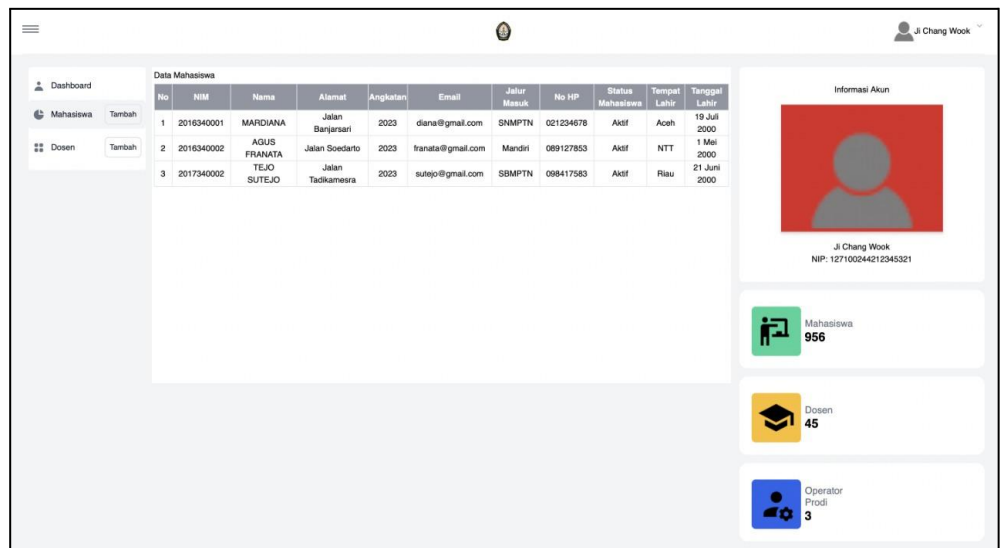 Ji Chang Wook
Dashboard
Mahasiswa Tambah
Dosen Tambah
Data Mahasiswa
No NIM Nama Alamat Angkatan Email Jalur Masuk No HP Status Mahasiswa Tempat Lahir Tanggal Lahir
1 2016340001 MARDIANA Jalan Banjarsari 2023 diana@gmail.com SNMPTN 021234678 Aktif Aceh 19 Juli 2000
2 2016340002 AGUS FRANATA Jalan Soedarto 2023 franata@gmail.com Mandiri 089127853 Aktif NTT 1 Mei 2000
3 2017340002 TEJO SUTEJO Jalan Tadikamesra 2023 sutejo@gmail.com SBMPTN 098417583 Aktif Riau 21 Juni 2000
Informasi Akun
Ji Chang Wook
NIP: 127100244212345321
Mahasiswa
956
Dosen
45
Operator
Prodi
3